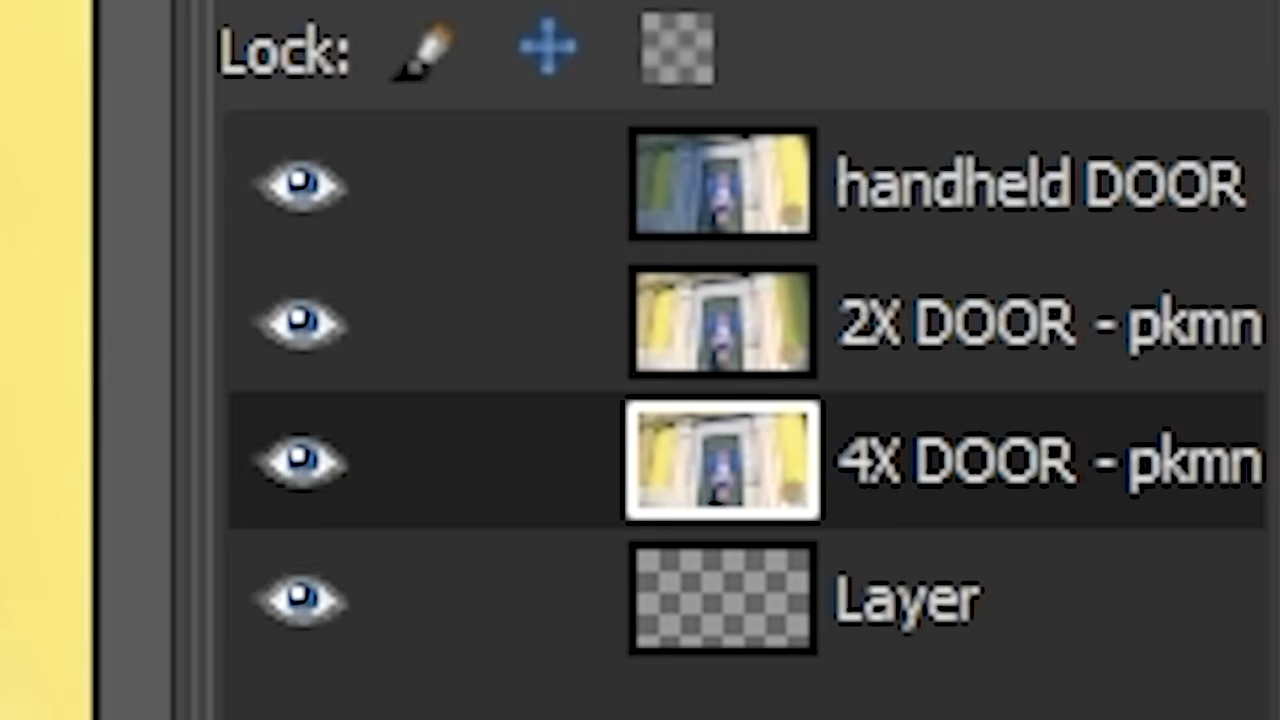 Lock:
handheld DOOR
2X DOOR - pkmn
4X DOOR - pkmn
Layer